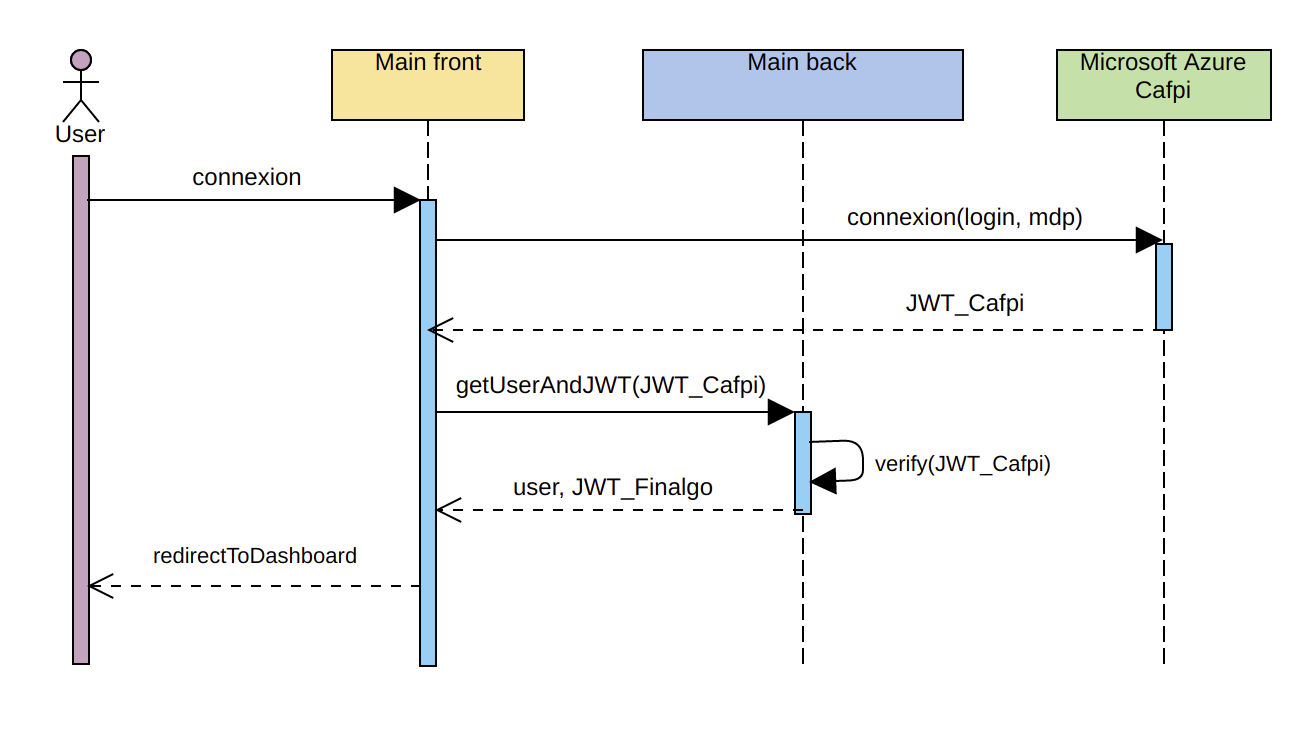 User
Main front
Main back
Microsoft Azure
Cafpi
connexion
connexion(login, mdp)
JWT_Cafpi
getUserAndJWT(JWT_Cafpi)
verify(JWT_Cafpi)
user, JWT_Finalgo
redirectToDashboard